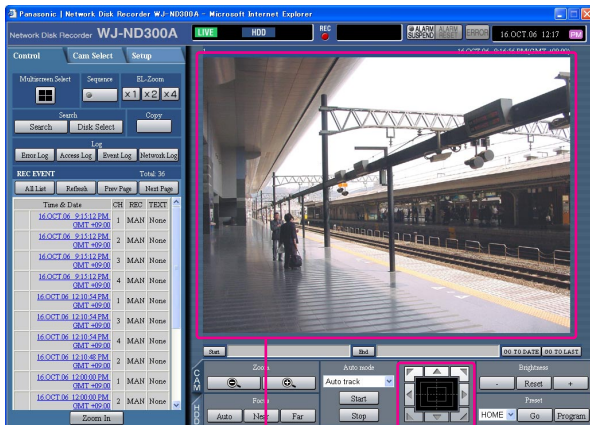 Panasonic | Network Disk Recorder WJ-ND300A - Microsoft Internet Explorer
Network Disk Recorder WJ-ND300A
LIVE HDD REC ALARM SUSPEND ALARM RESET ERROR 16.OCT.06 12:17 PM
Control Cam Select Setup
Multiscreen Select Sequence EL-Zoom
x1 x2 x4
Search Copy
Search Disk Select
Log
Error Log Access Log Event Log Network Log
REC EVENT Total: 36
All List Refresh Prev Page Next Page
Time & Date CH REC TEXT
16.OCT.06 9:15:12 PM GMT +09:00 1 MAN None
16.OCT.06 9:15:12 PM GMT +09:00 2 MAN None
16.OCT.06 9:15:12 PM GMT +09:00 3 MAN None
16.OCT.06 9:15:12 PM GMT +09:00 4 MAN None
16.OCT.06 12:10:54 PM GMT +09:00 1 MAN None
16.OCT.06 12:10:54 PM GMT +09:00 3 MAN None
16.OCT.06 12:10:54 PM GMT +09:00 4 MAN None
16.OCT.06 12:10:48 PM GMT +09:00 2 MAN None
16.OCT.06 12:00:00 PM GMT +09:00 1 MAN None
16.OCT.06 12:00:00 PM GMT +09:00 2 MAN None
Zoom In
Start End GO TO DATE GO TO LAST
CAM
HDD
Zoom Auto mode Brightness
Auto track - Reset +
Focus Start Preset
Auto Near Far Stop HOME Go Program